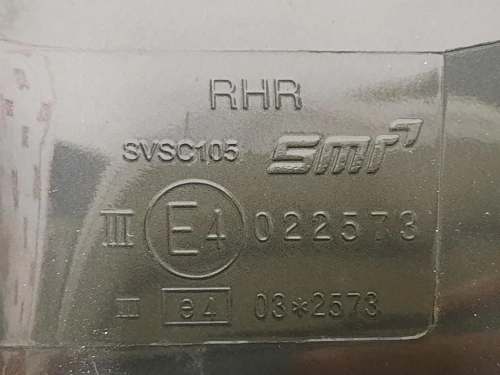 RHR
SVSC105 SMR
III E4 022573
III e4 03*2573